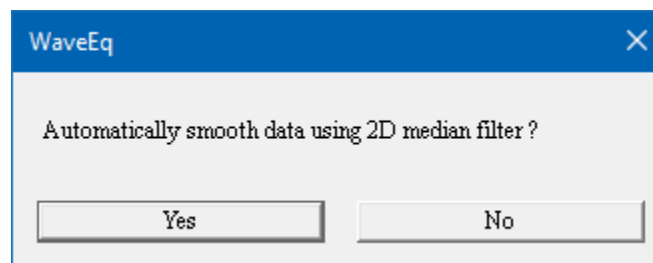 WaveEq
Automatically smooth data using 2D median filter ?
Yes
No